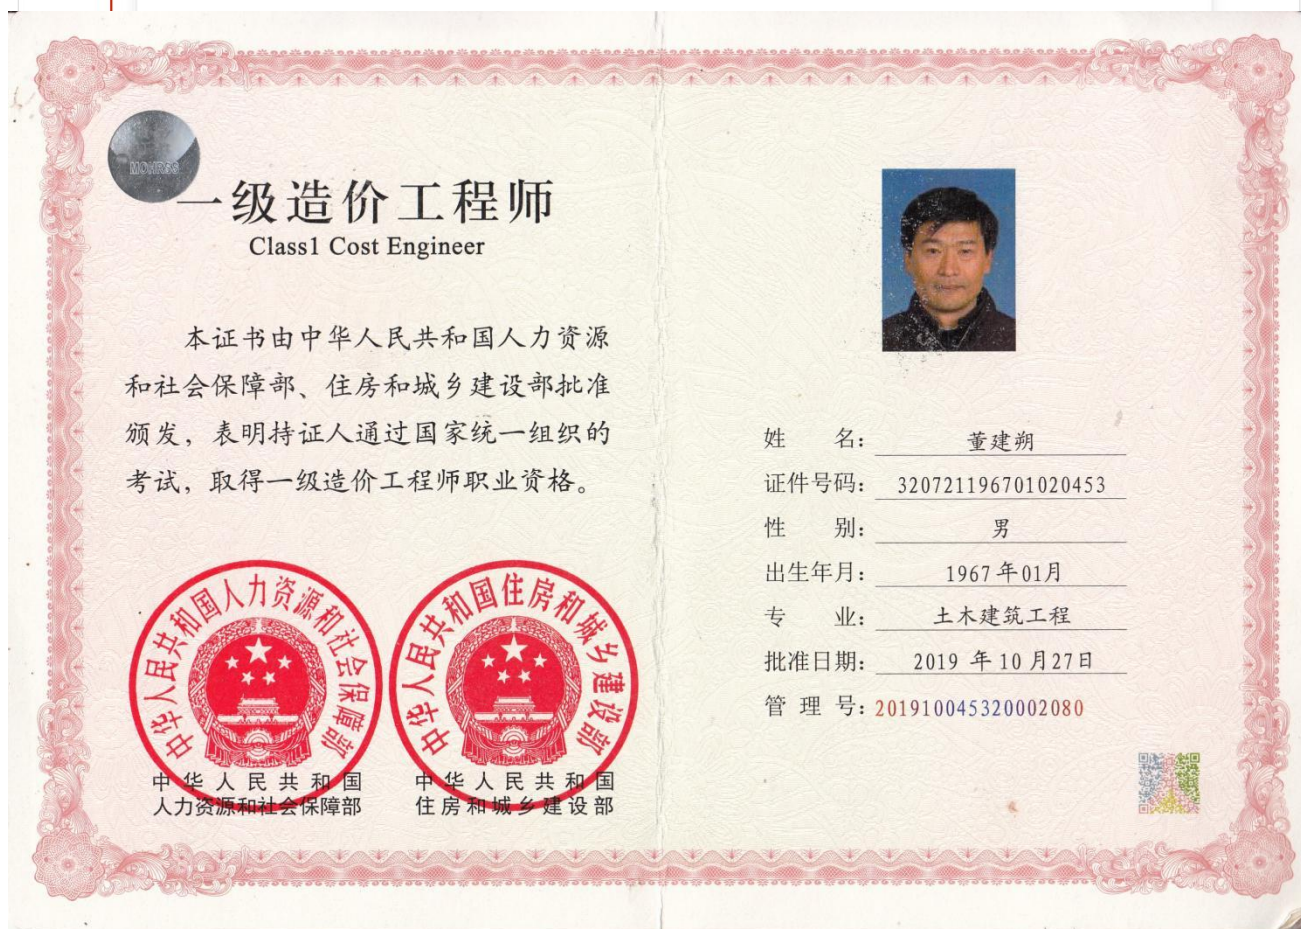 MOHRSS
一级造价工程师
Class1 Cost Engineer
本证书由中华人民共和国人力资源
和社会保障部、住房和城乡建设部批准
颁发，表明持证人通过国家统一组织的
考试，取得一级造价工程师职业资格。
中华人民共和国人力资源和社会保障部
中华人民共和国住房和城乡建设部
中华人民共和国
人力资源和社会保障部
中华人民共和国
住房和城乡建设部
姓名：董建朔
证件号码：320721196701020453
性别：男
出生年月：1967年01月
专业：土木建筑工程
批准日期：2019 年 10 月27日
管理号：201910045320002080